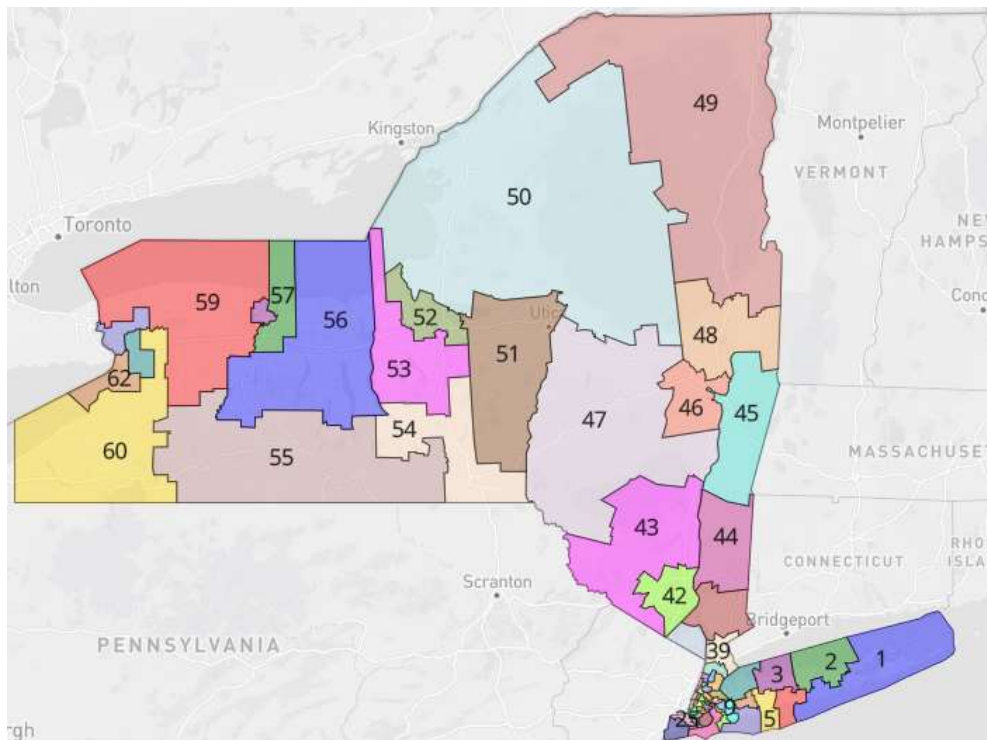 49
Montpelier
Kingston
VERMONT
50
Toronto
NE
HAMPS
lton
Conc
59
57
56
52
Utic
48
51
62
53
46
45
47
54
60
55
MASSACHUSET
43
44
RHO
ISLA
CONNECTICUT
Scranton
42
Bridgeport
PENNSYLVANIA
39
3
2
1
9
5
25
rgh